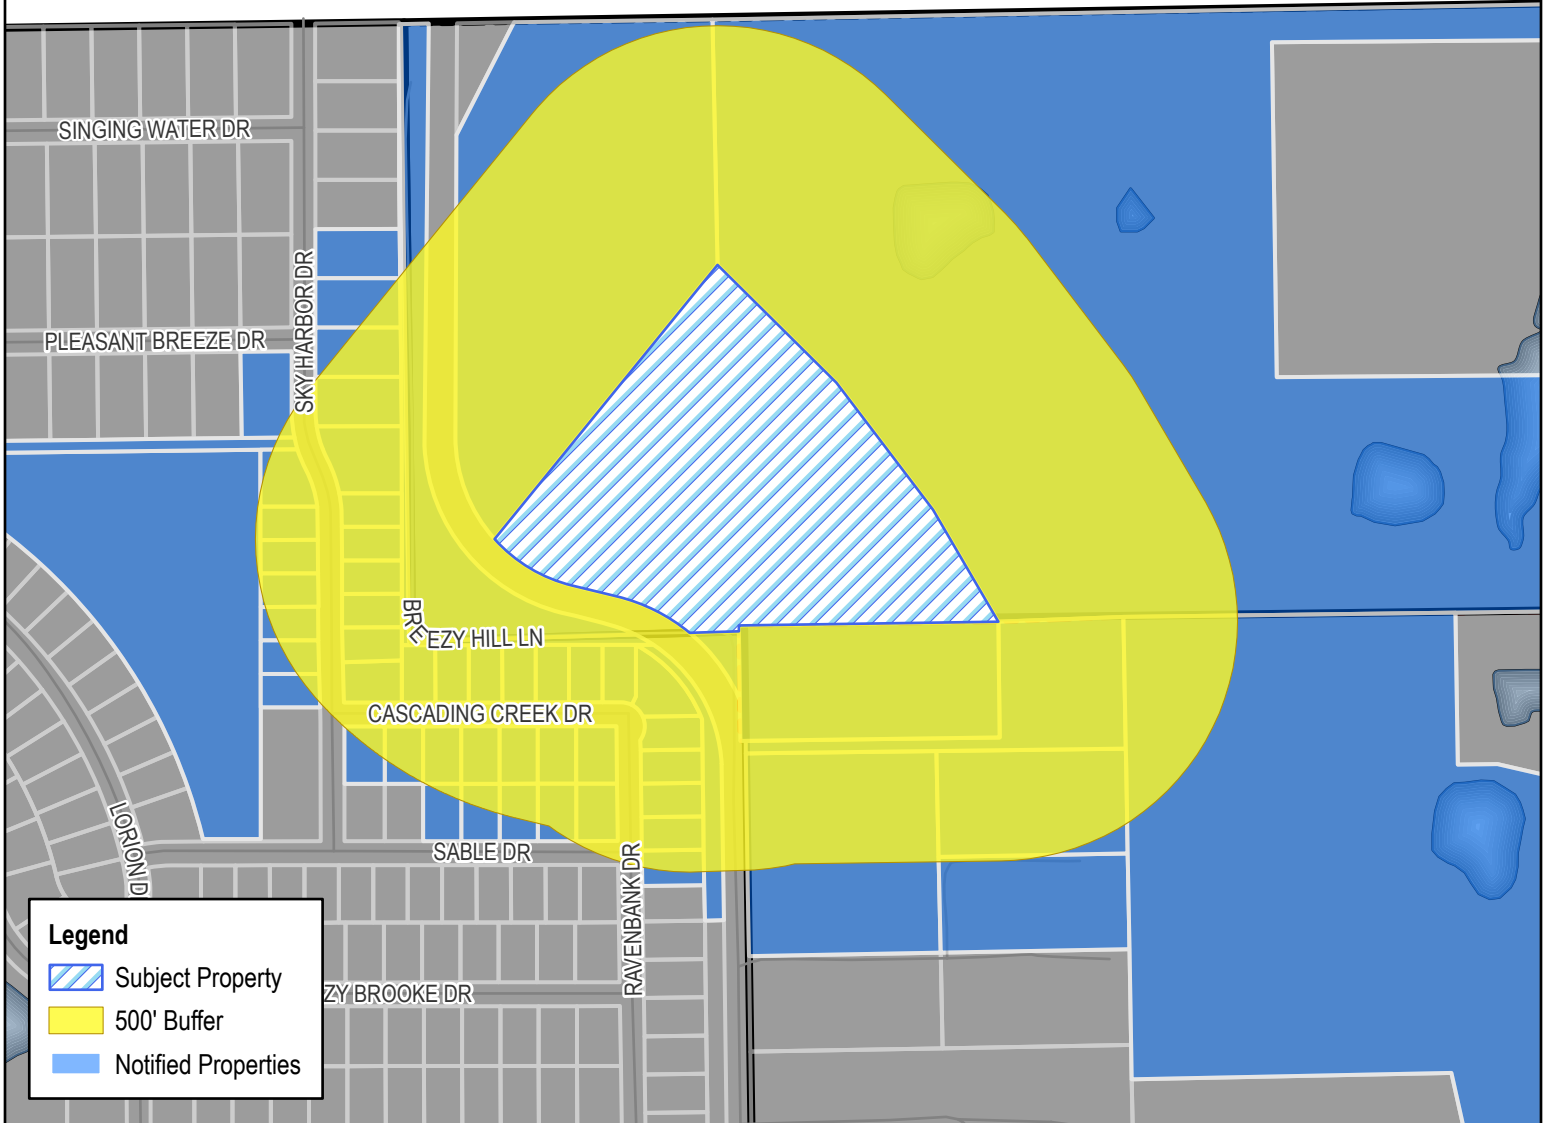 SINGING WATER DR
SKY HARBOR DR
PLEASANT BREEZE DR
BREEZY HILL LN
CASCADING CREEK DR
LORION D
SABLE DR
RAVENBANK DR
ZY BROOKE DR
Legend
Subject Property
500' Buffer
Notified Properties